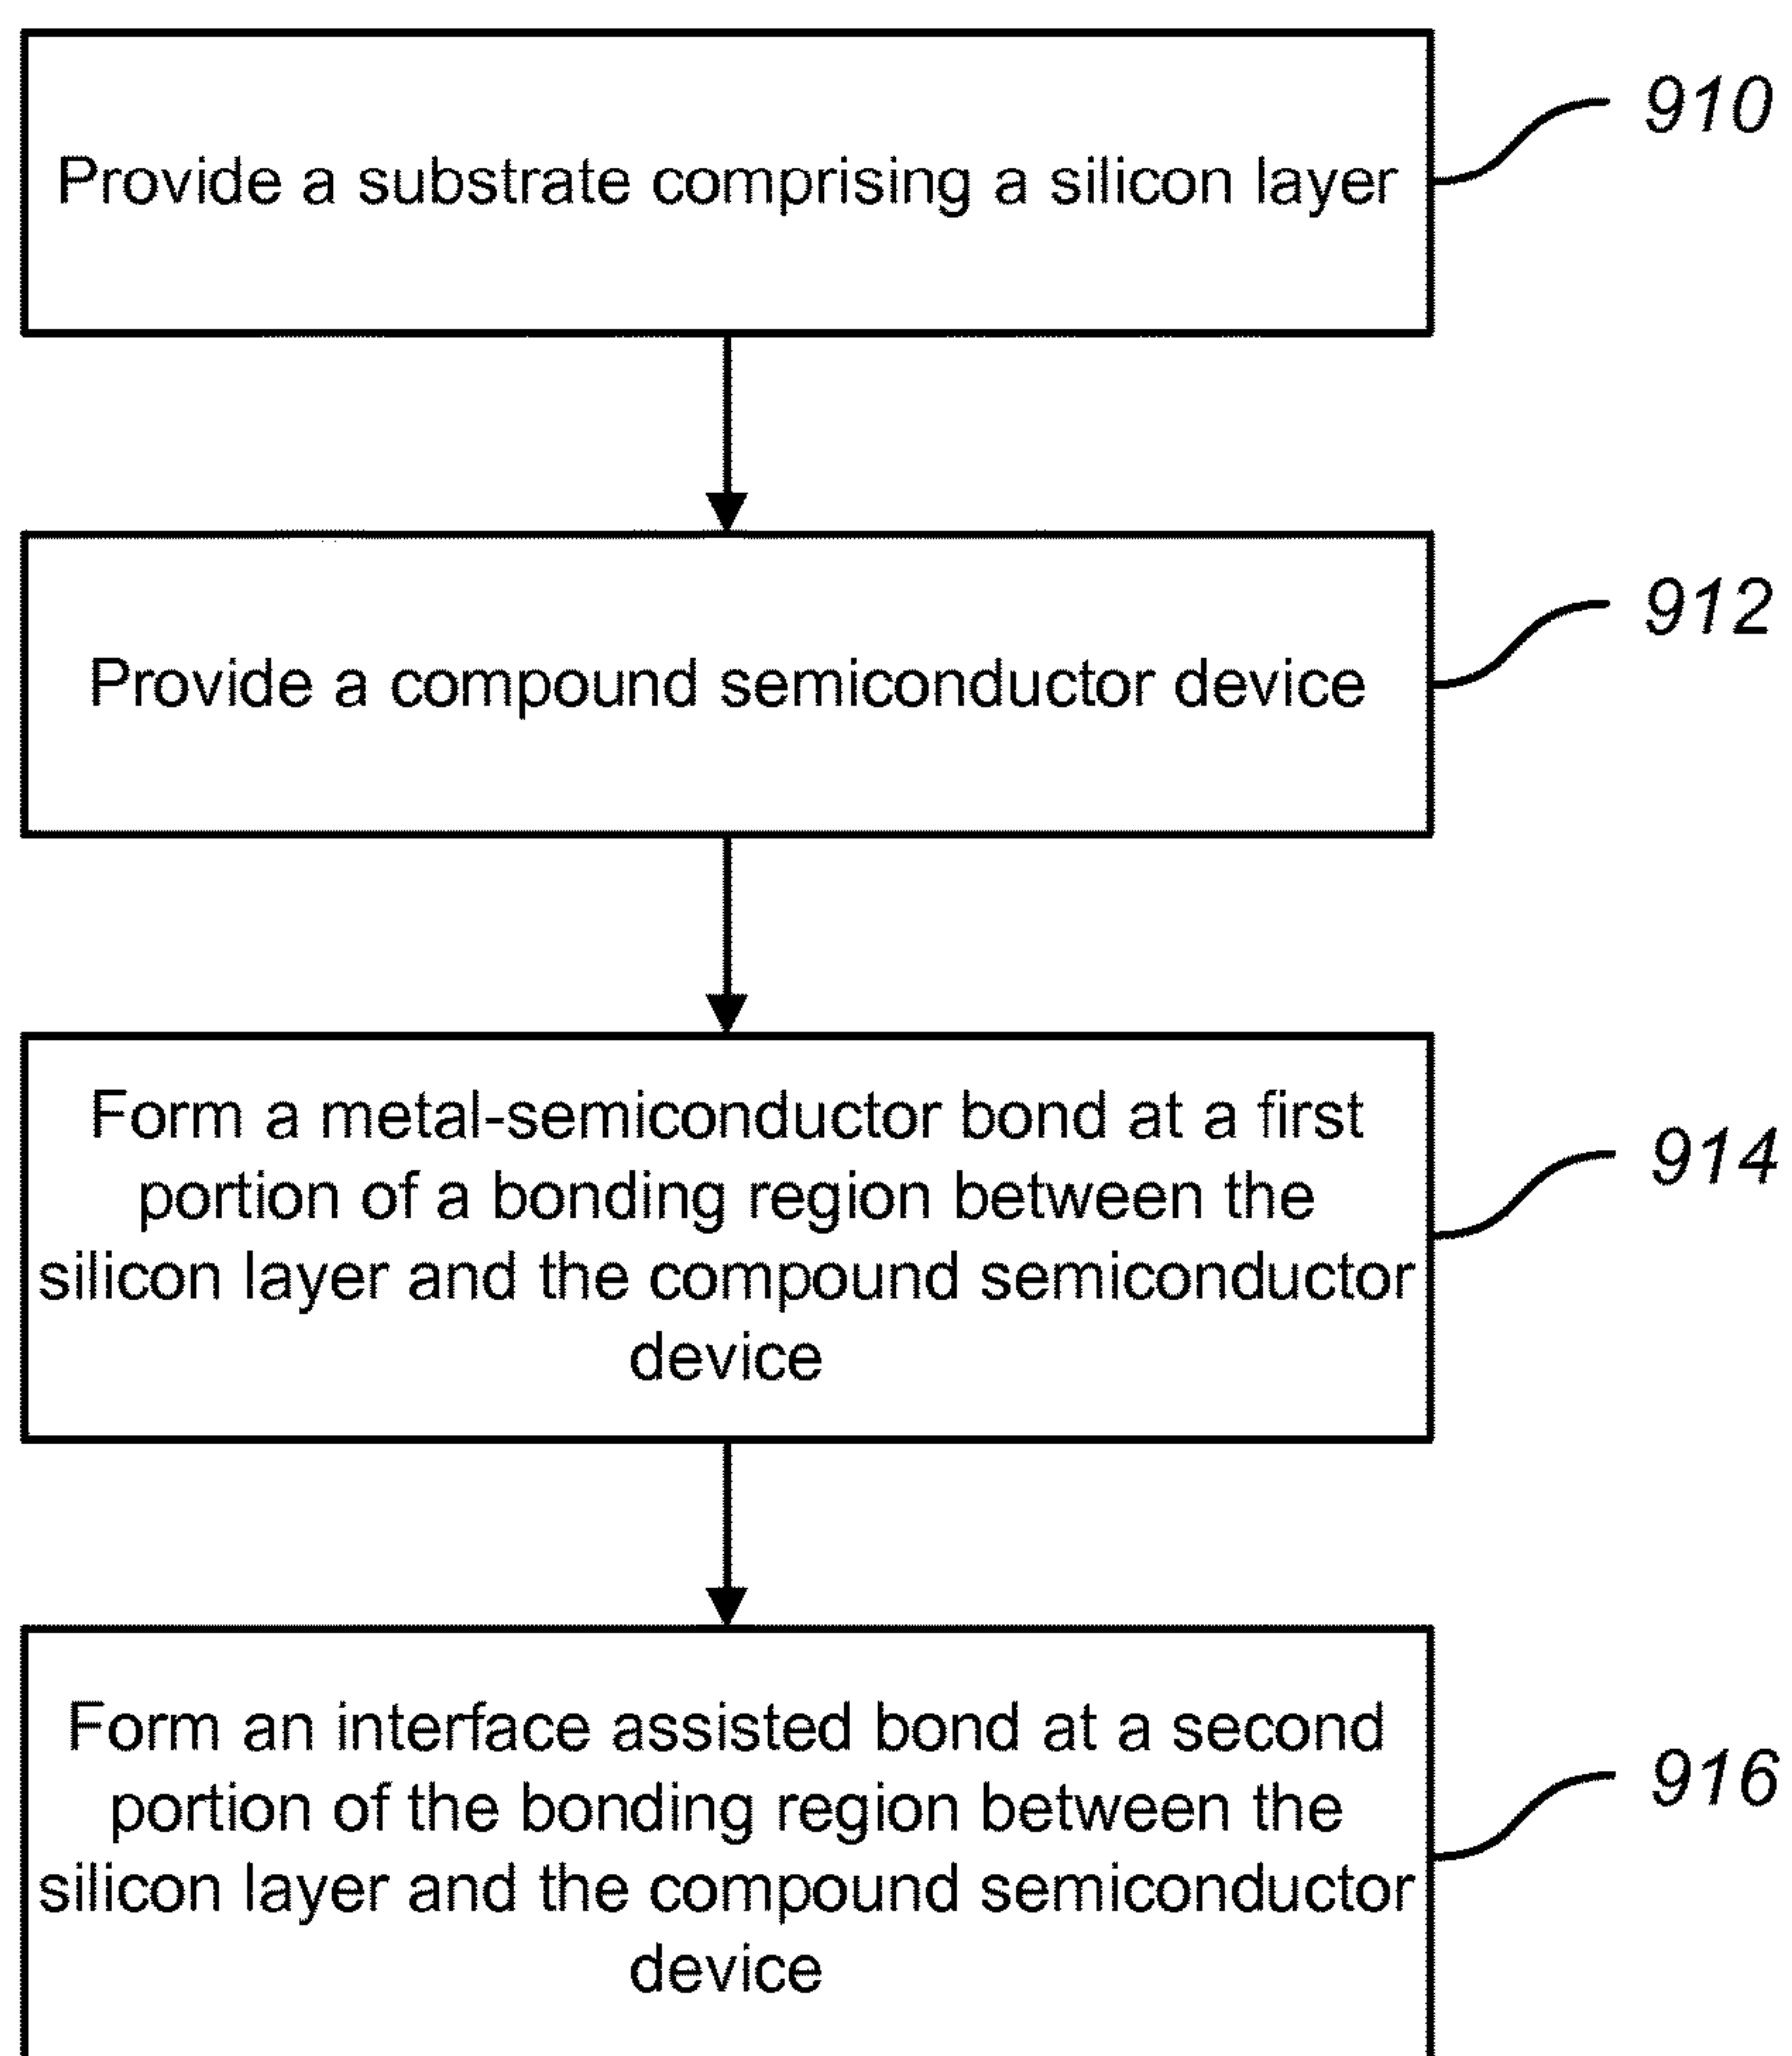 Provide a substrate comprising a silicon layer
910
Provide a compound semiconductor device
912
Form a metal-semiconductor bond at a first
portion of a bonding region between the
silicon layer and the compound semiconductor
device
914
Form an interface assisted bond at a second
portion of the bonding region between the
silicon layer and the compound semiconductor
device
916